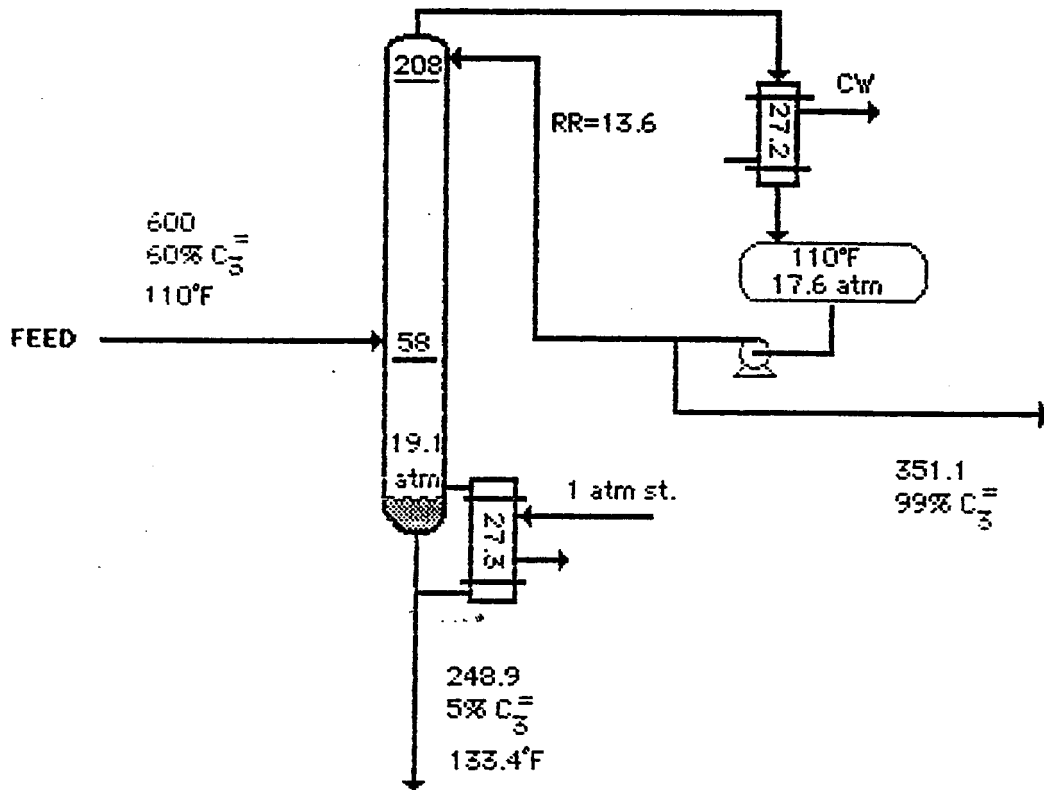 208
CW
RR=13.6
27.2
600
60% C₃⁼
110°F
110°F
17.6 atm
FEED
58
19.1
atm
1 atm st.
27.3
351.1
99% C₃⁼
248.9
5% C₃⁼
133.4°F